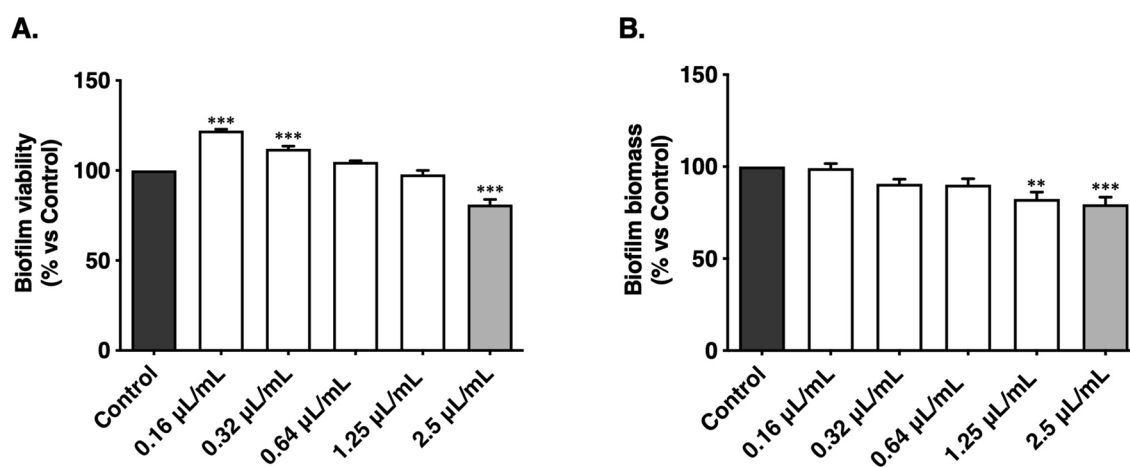 A.
150
100
50
0
Biofilm viability
(% vs Control)
***
***
***
Control
0.16 µL/mL
0.32 µL/mL
0.64 µL/mL
1.25 µL/mL
2.5 µL/mL
B.
150
100
50
0
Biofilm biomass
(% vs Control)
**
***
Control
0.16 µL/mL
0.32 µL/mL
0.64 µL/mL
1.25 µL/mL
2.5 µL/mL